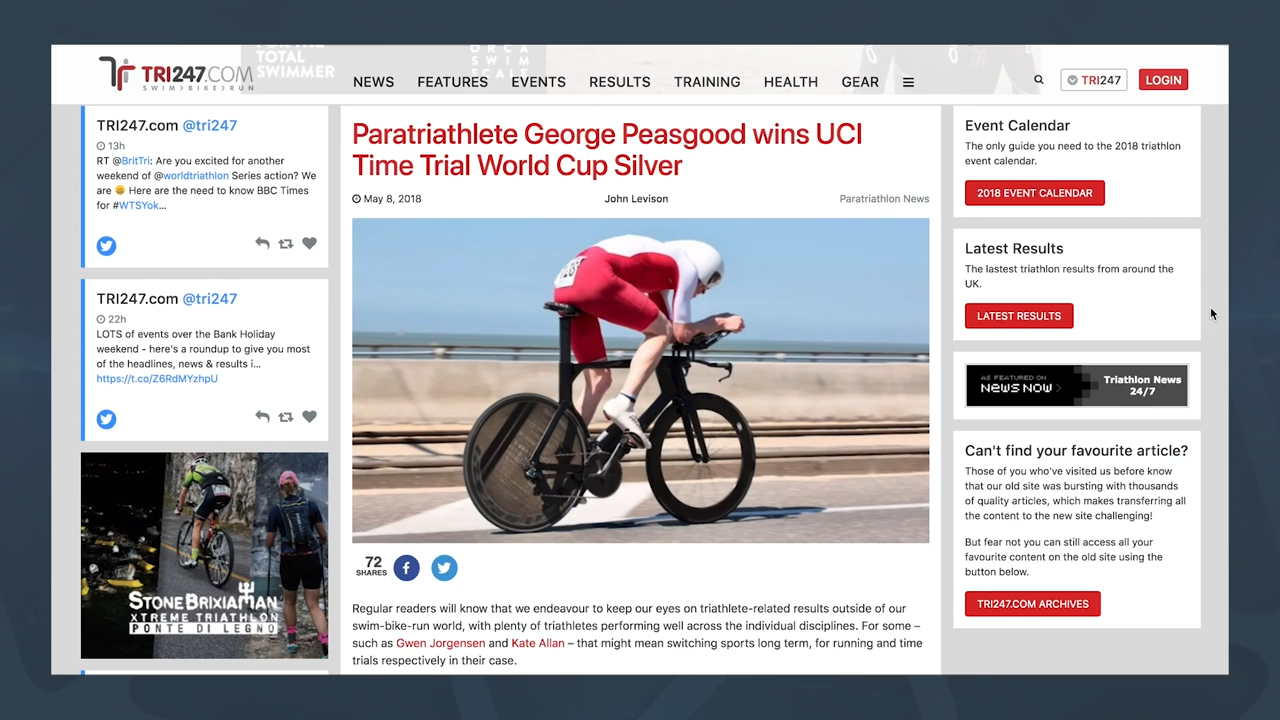 FOR THE
TOTAL
SWIMMER
ORCA
SWIM
SCALE
TRI247.COM
SWIM>BIKE>RUN
NEWS FEATURES EVENTS RESULTS TRAINING HEALTH GEAR
TRI247
LOGIN
TRI247.com @tri247
13h
RT @BritTri: Are you excited for another
weekend of @worldtriathlon Series action? We
are 😄 Here are the need to know BBC Times
for #WTSYok...
TRI247.com @tri247
22h
LOTS of events over the Bank Holiday
weekend - here's a roundup to give you most
of the headlines, news & results i...
https://t.co/Z6RdMYzhpU
STONEBRIXIAMAN
XTREME TRIATHLON
PONTE DI LEGNO
Paratriathlete George Peasgood wins UCI
Time Trial World Cup Silver
May 8, 2018 John Levison Paratriathlon News
72
SHARES
Regular readers will know that we endeavour to keep our eyes on triathlete-related results outside of our
swim-bike-run world, with plenty of triathletes performing well across the individual disciplines. For some –
such as Gwen Jorgensen and Kate Allan – that might mean switching sports long term, for running and time
trials respectively in their case.
Event Calendar
The only guide you need to the 2018 triathlon
event calendar.
2018 EVENT CALENDAR
Latest Results
The lastest triathlon results from around the
UK.
LATEST RESULTS
AS FEATURED ON
NEWS NOW >
Triathlon News
24/7
Can't find your favourite article?
Those of you who've visited us before know
that our old site was bursting with thousands
of quality articles, which makes transferring all
the content to the new site challenging!
But fear not you can still access all your
favourite content on the old site using the
button below.
TRI247.COM ARCHIVES